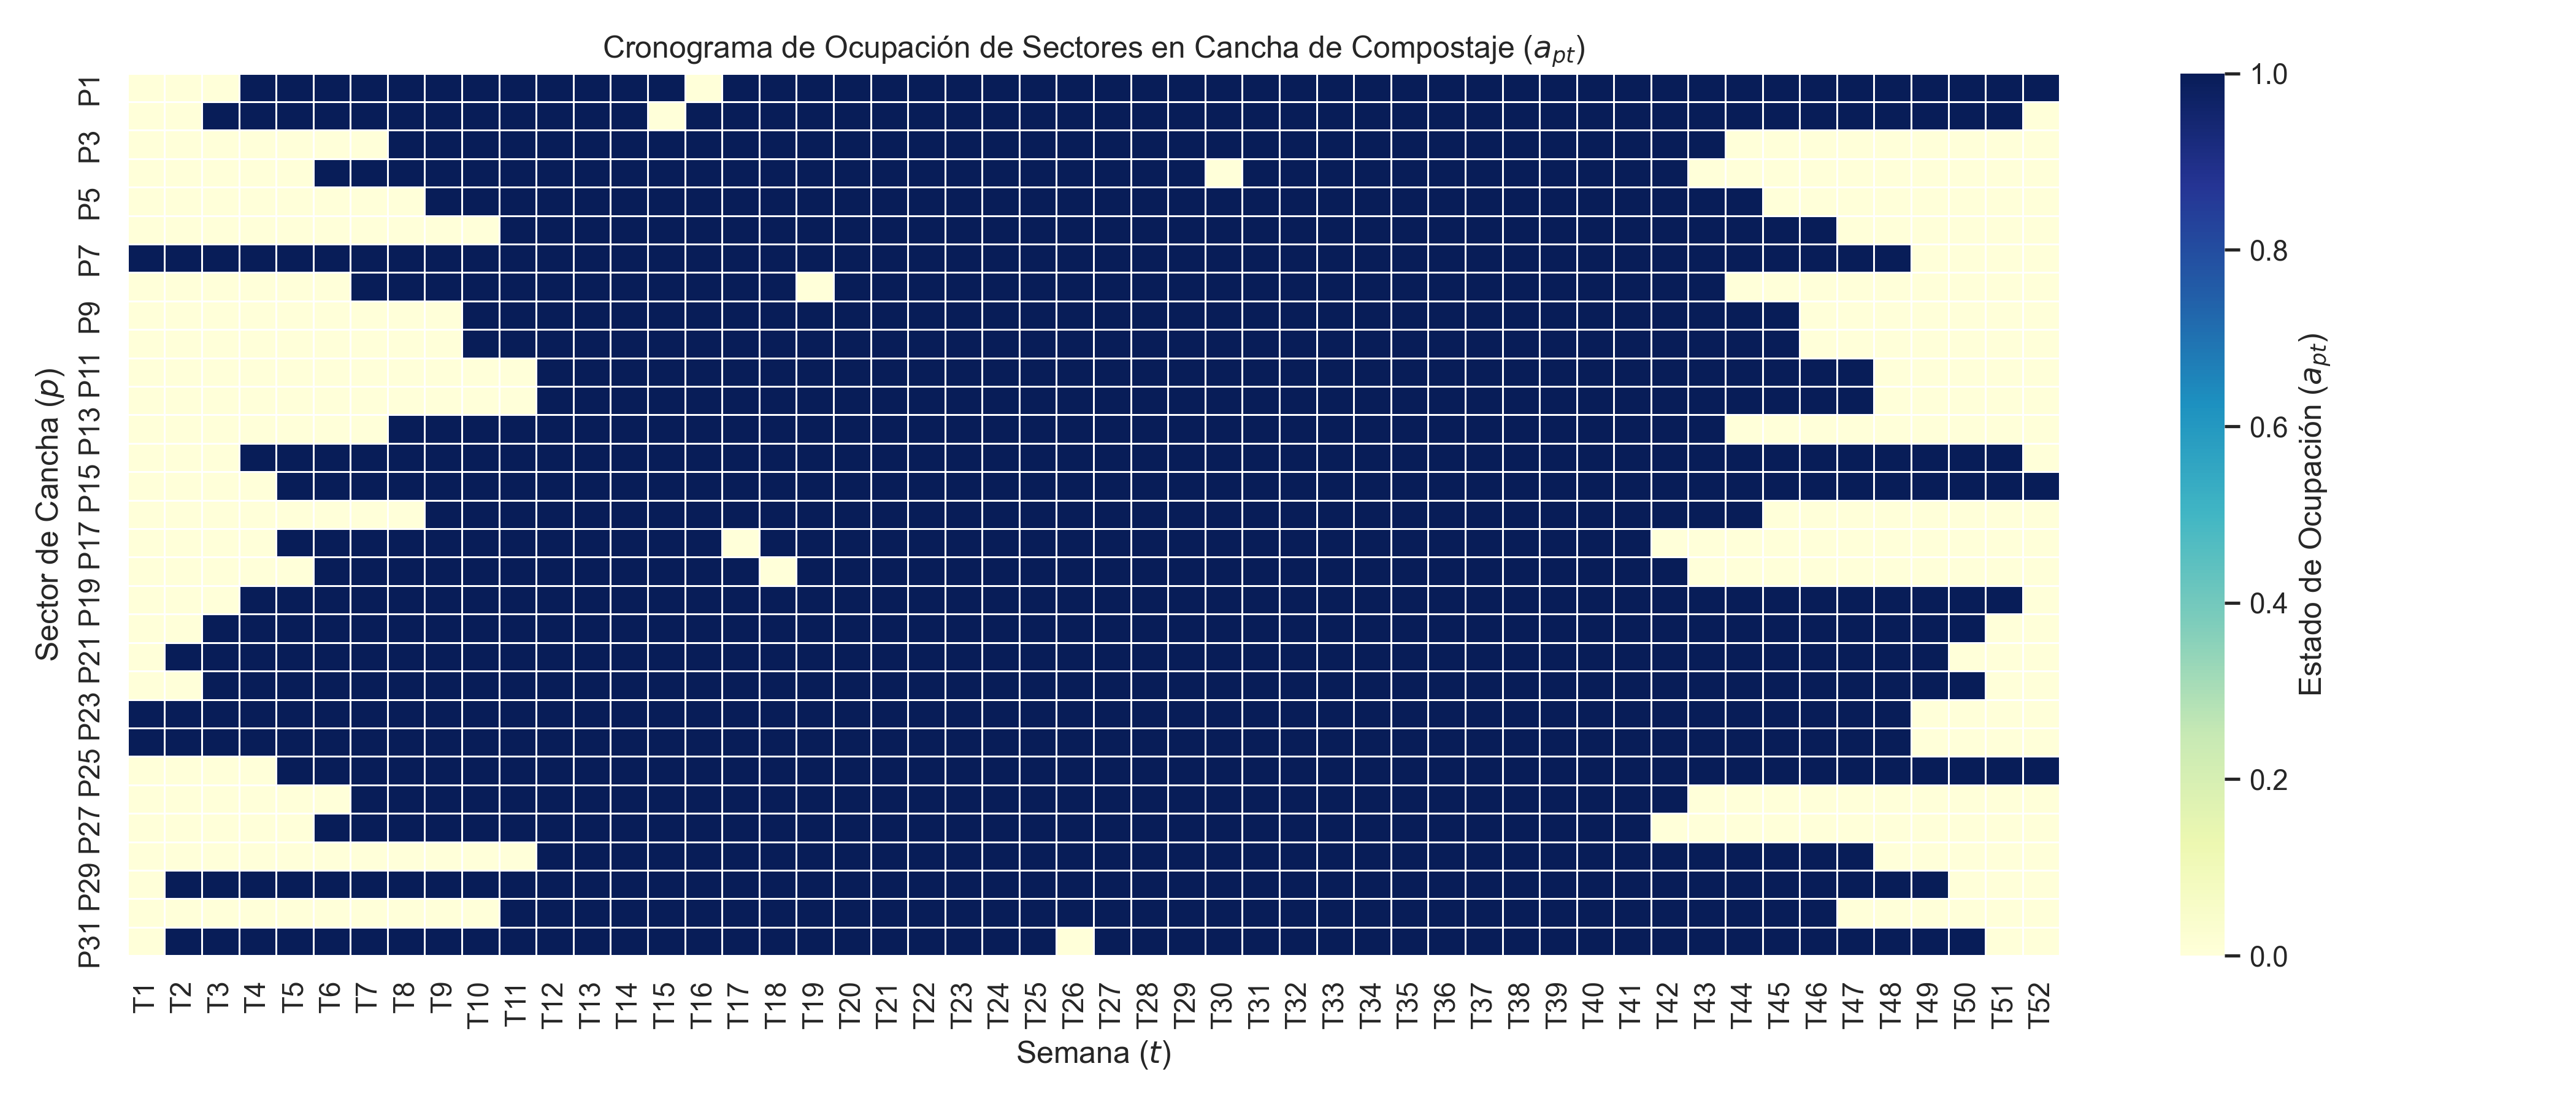 Cronograma de Ocupación de Sectores en Cancha de Compostaje (a_pt)
Sector de Cancha (p)
P1
P3
P5
P7
P9
P11
P13
P15
P17
P19
P21
P23
P25
P27
P29
P31
T1 T2 T3 T4 T5 T6 T7 T8 T9 T10 T11 T12 T13 T14 T15 T16 T17 T18 T19 T20 T21 T22 T23 T24 T25 T26 T27 T28 T29 T30 T31 T32 T33 T34 T35 T36 T37 T38 T39 T40 T41 T42 T43 T44 T45 T46 T47 T48 T49 T50 T51 T52
Semana (t)
1.0
0.8
0.6
0.4
0.2
0.0
Estado de Ocupación (a_pt)